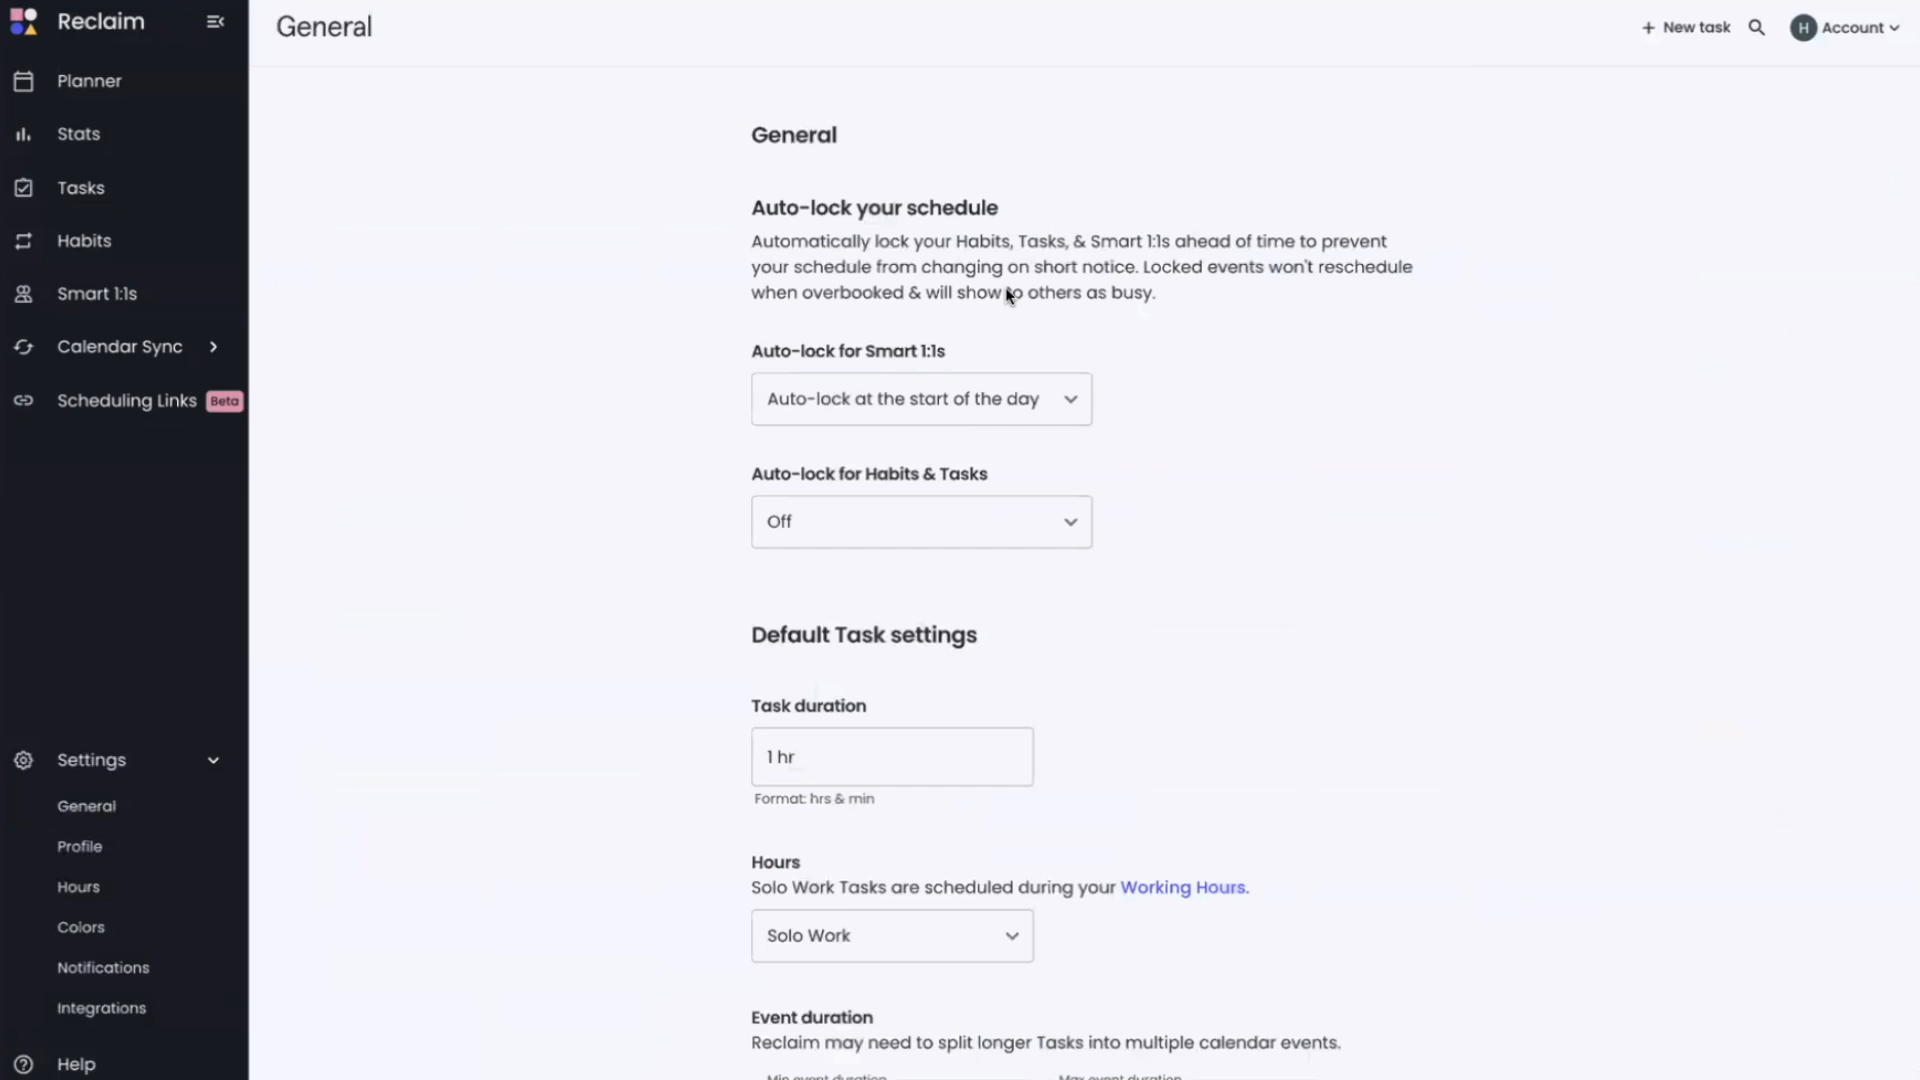 Reclaim
Planner
Stats
Tasks
Habits
Smart 1:1s
Calendar Sync
Scheduling Links Beta
Settings
General
Profile
Hours
Colors
Notifications
Integrations
Help
General
+ New task
H Account
General
Auto-lock your schedule
Automatically lock your Habits, Tasks, & Smart 1:1s ahead of time to prevent
your schedule from changing on short notice. Locked events won't reschedule
when overbooked & will show to others as busy.
Auto-lock for Smart 1:1s
Auto-lock at the start of the day
Auto-lock for Habits & Tasks
Off
Default Task settings
Task duration
1 hr
Format: hrs & min
Hours
Solo Work Tasks are scheduled during your Working Hours.
Solo Work
Event duration
Reclaim may need to split longer Tasks into multiple calendar events.
Min event duration
Max event duration